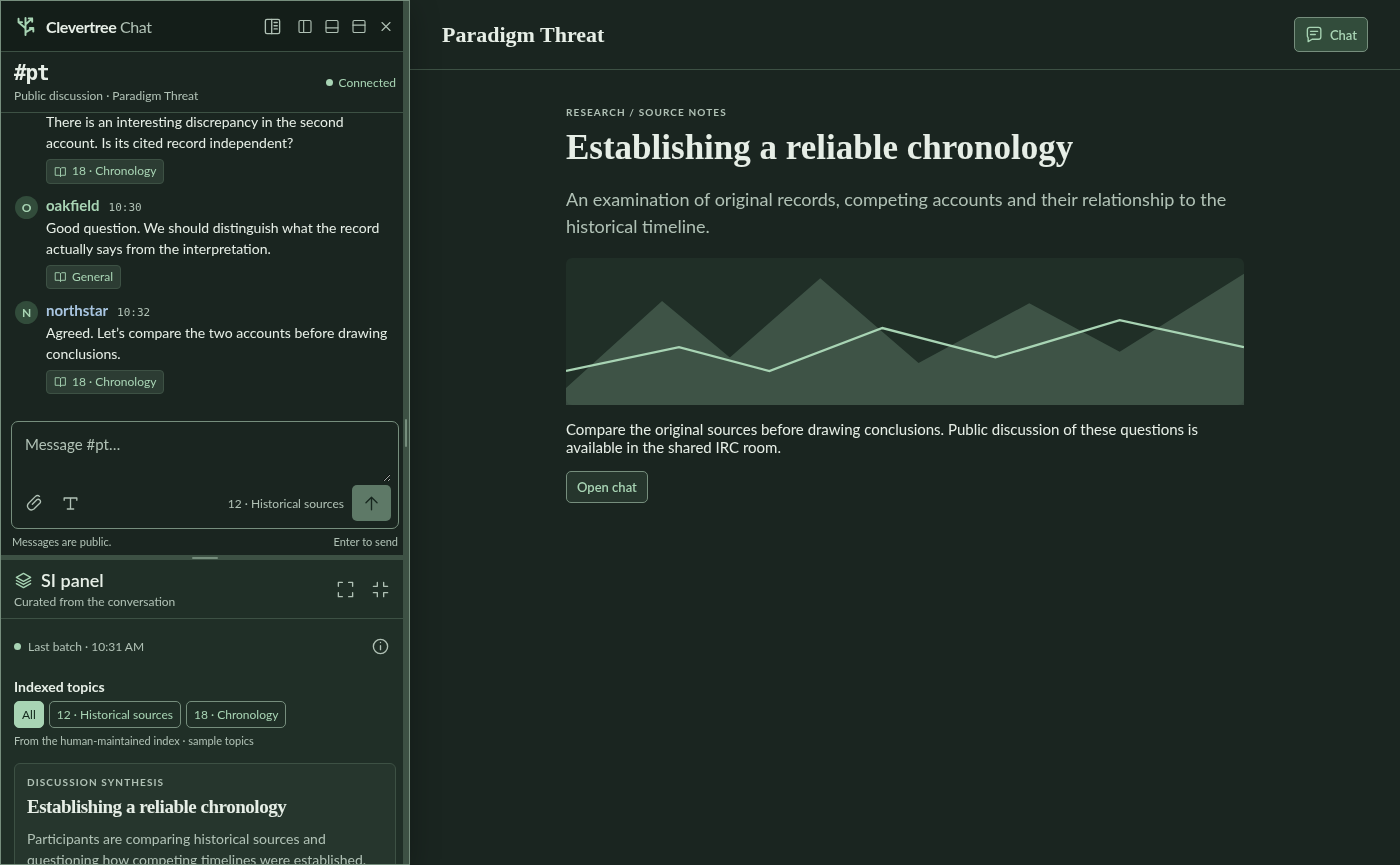 Clevertree Chat
#pt
Public discussion · Paradigm Threat
Connected
There is an interesting discrepancy in the second
account. Is its cited record independent?
18 · Chronology
O
oakfield 10:30
Good question. We should distinguish what the record
actually says from the interpretation.
General
N
northstar 10:32
Agreed. Let's compare the two accounts before drawing
conclusions.
18 · Chronology
Message #pt...
12 · Historical sources
Messages are public.
Enter to send
SI panel
Curated from the conversation
Last batch · 10:31 AM
Indexed topics
All
12 · Historical sources
18 · Chronology
From the human-maintained index · sample topics
DISCUSSION SYNTHESIS
Establishing a reliable chronology
Participants are comparing historical sources and
questioning how competing timelines were established.
Paradigm Threat
Chat
RESEARCH / SOURCE NOTES
Establishing a reliable chronology
An examination of original records, competing accounts and their relationship to the
historical timeline.
Compare the original sources before drawing conclusions. Public discussion of these questions is
available in the shared IRC room.
Open chat